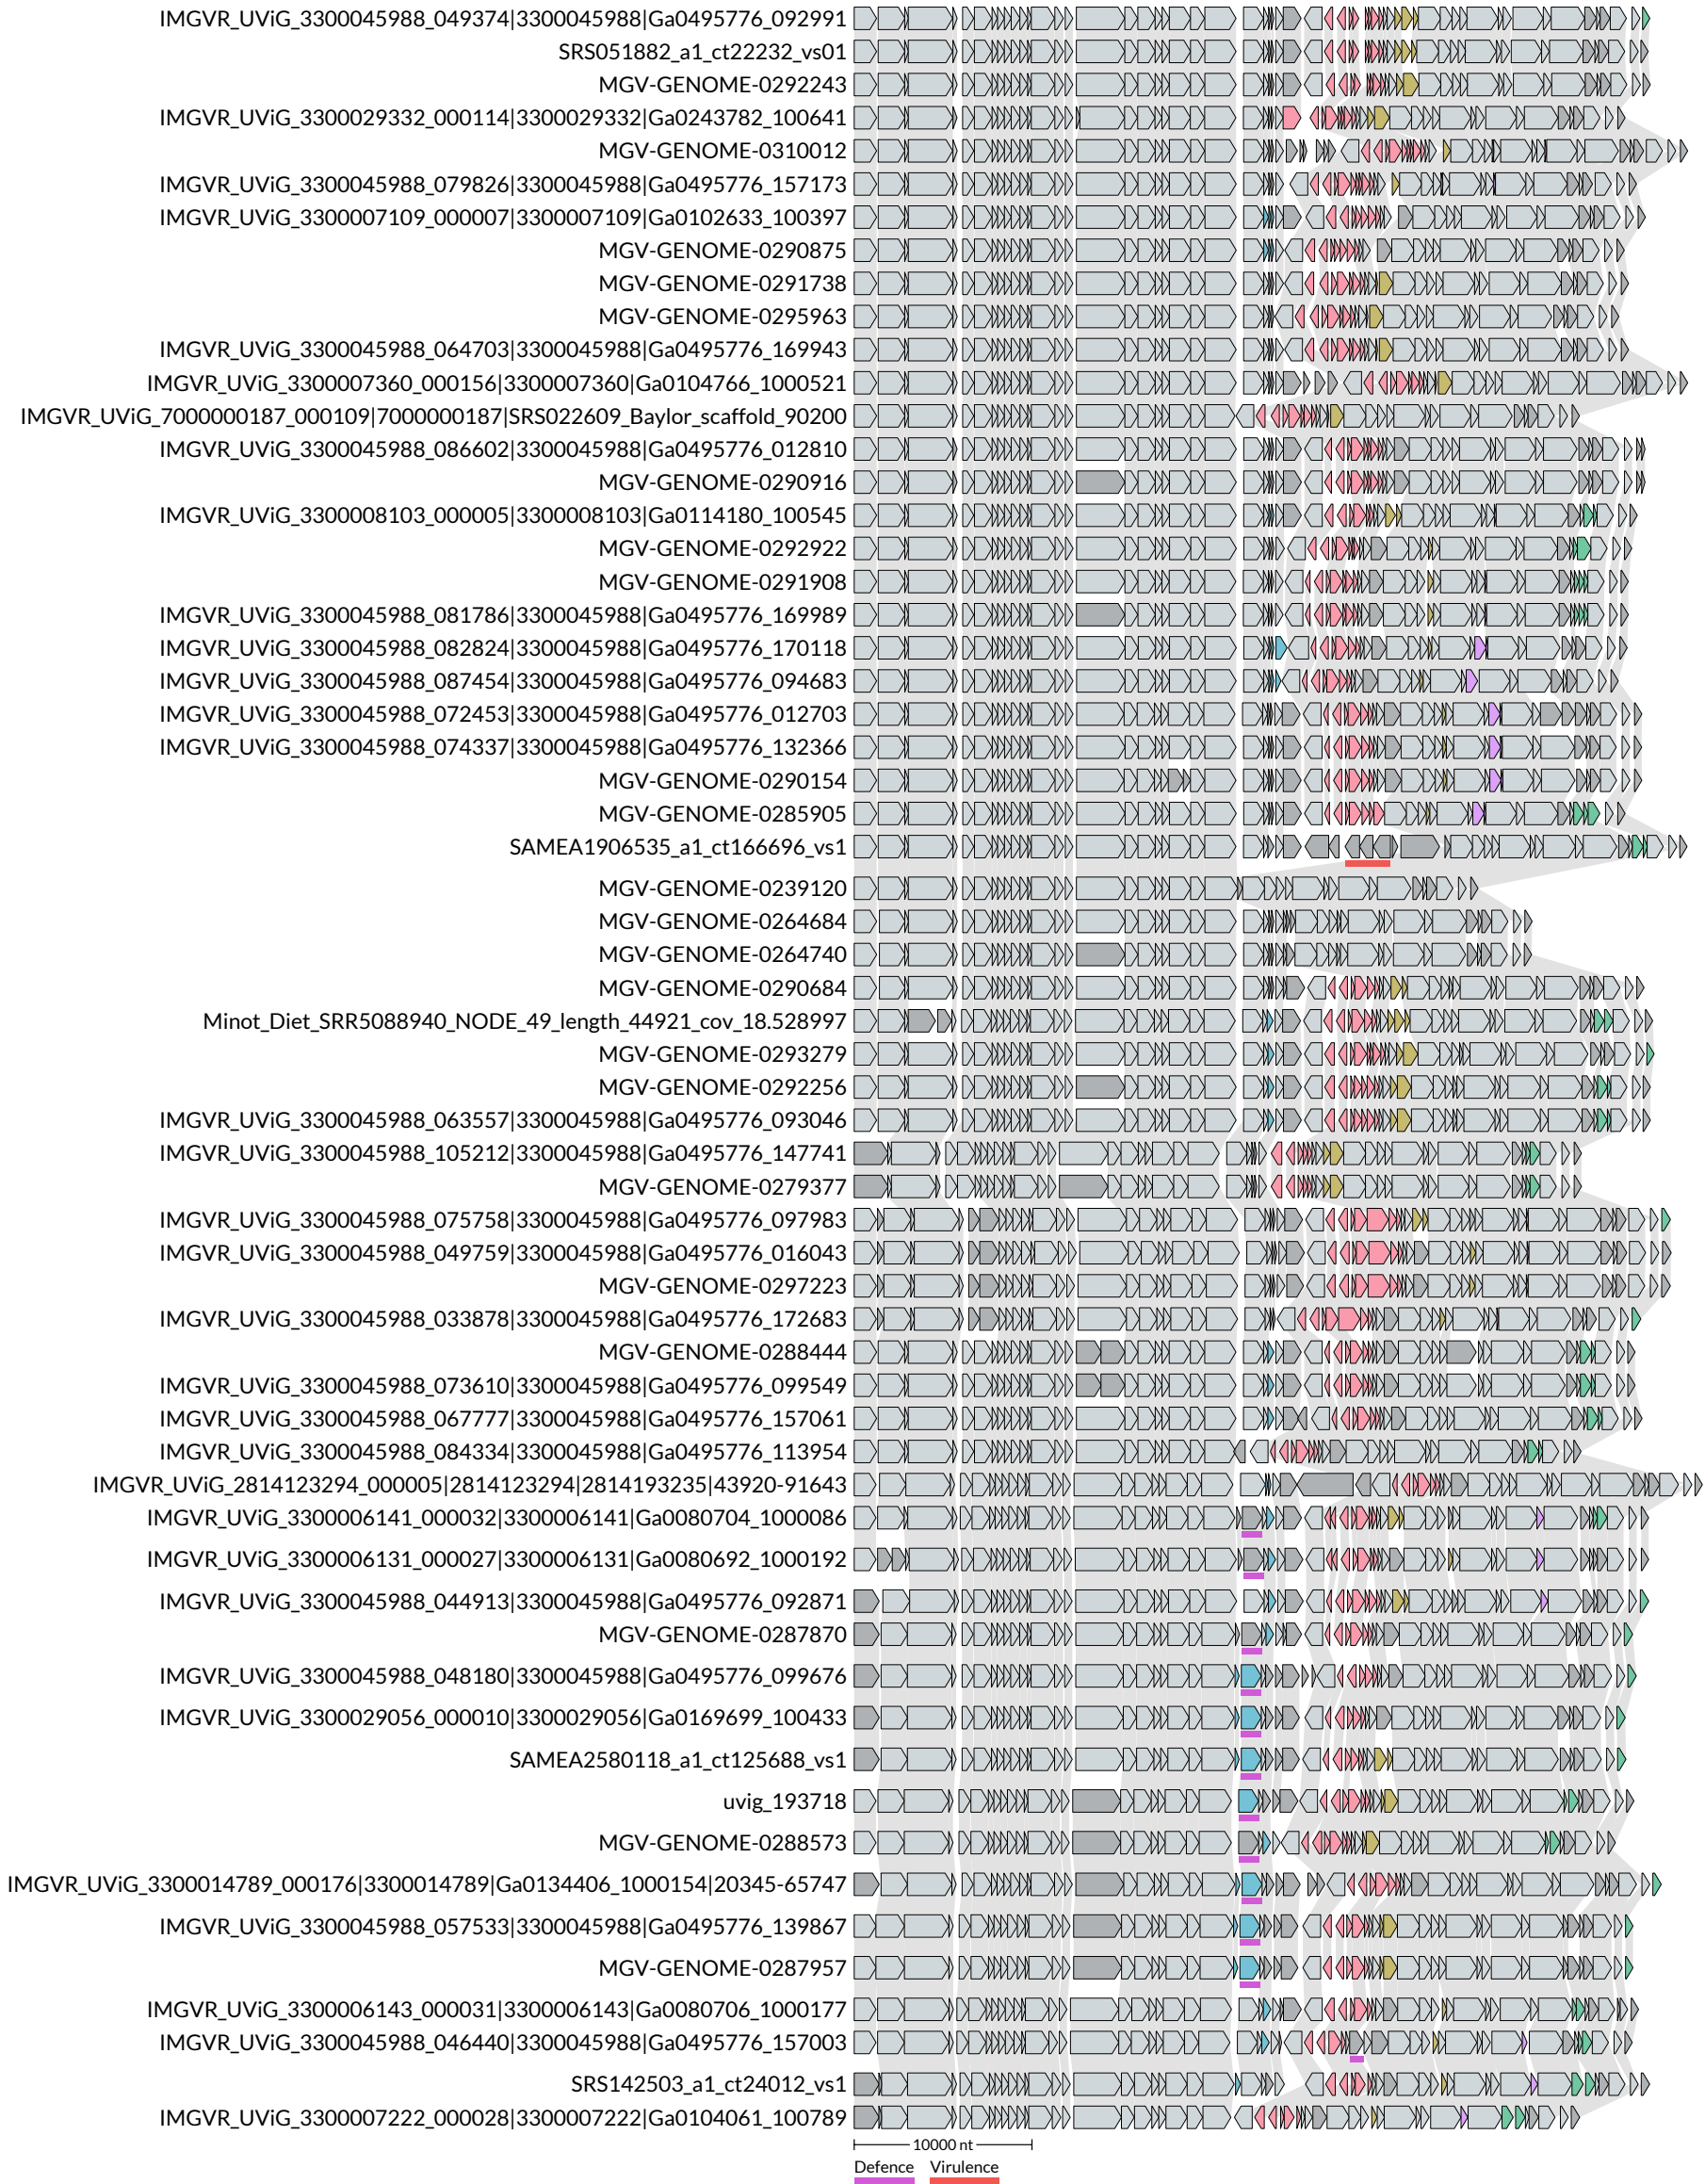 IMGVR_UViG_3300045988_049374|3300045988|Ga0495776_092991
SRS051882_a1_ct22232_vs01
MGV-GENOME-0292243
IMGVR_UViG_3300029332_000114|3300029332|Ga0243782_100641
MGV-GENOME-0310012
IMGVR_UViG_3300045988_079826|3300045988|Ga0495776_157173
IMGVR_UViG_3300007109_000007|3300007109|Ga0102633_100397
MGV-GENOME-0290875
MGV-GENOME-0291738
MGV-GENOME-0295963
IMGVR_UViG_3300045988_064703|3300045988|Ga0495776_169943
IMGVR_UViG_3300007360_000156|3300007360|Ga0104766_1000521
IMGVR_UViG_7000000187_000109|7000000187|SRS022609_Baylor_scaffold_90200
IMGVR_UViG_3300045988_086602|3300045988|Ga0495776_012810
MGV-GENOME-0290916
IMGVR_UViG_3300008103_000005|3300008103|Ga0114180_100545
MGV-GENOME-0292922
MGV-GENOME-0291908
IMGVR_UViG_3300045988_081786|3300045988|Ga0495776_169989
IMGVR_UViG_3300045988_082824|3300045988|Ga0495776_170118
IMGVR_UViG_3300045988_087454|3300045988|Ga0495776_094683
IMGVR_UViG_3300045988_072453|3300045988|Ga0495776_012703
IMGVR_UViG_3300045988_074337|3300045988|Ga0495776_132366
MGV-GENOME-0290154
MGV-GENOME-0285905
SAMEA1906535_a1_ct166696_vs1
MGV-GENOME-0239120
MGV-GENOME-0264684
MGV-GENOME-0264740
MGV-GENOME-0290684
Minot_Diet_SRR5088940_NODE_49_length_44921_cov_18.528997
MGV-GENOME-0293279
MGV-GENOME-0292256
IMGVR_UViG_3300045988_063557|3300045988|Ga0495776_093046
IMGVR_UViG_3300045988_105212|3300045988|Ga0495776_147741
MGV-GENOME-0279377
IMGVR_UViG_3300045988_075758|3300045988|Ga0495776_097983
IMGVR_UViG_3300045988_049759|3300045988|Ga0495776_016043
MGV-GENOME-0297223
IMGVR_UViG_3300045988_033878|3300045988|Ga0495776_172683
MGV-GENOME-0288444
IMGVR_UViG_3300045988_073610|3300045988|Ga0495776_099549
IMGVR_UViG_3300045988_067777|3300045988|Ga0495776_157061
IMGVR_UViG_3300045988_084334|3300045988|Ga0495776_113954
IMGVR_UViG_2814123294_000005|2814123294|2814193235|43920-91643
IMGVR_UViG_3300006141_000032|3300006141|Ga0080704_1000086
IMGVR_UViG_3300006131_000027|3300006131|Ga0080692_1000192
IMGVR_UViG_3300045988_044913|3300045988|Ga0495776_092871
MGV-GENOME-0287870
IMGVR_UViG_3300045988_048180|3300045988|Ga0495776_099676
IMGVR_UViG_3300029056_000010|3300029056|Ga0169699_100433
SAMEA2580118_a1_ct125688_vs1
uvig_193718
MGV-GENOME-0288573
IMGVR_UViG_3300014789_000176|3300014789|Ga0134406_1000154|20345-65747
IMGVR_UViG_3300045988_057533|3300045988|Ga0495776_139867
MGV-GENOME-0287957
IMGVR_UViG_3300006143_000031|3300006143|Ga0080706_1000177
IMGVR_UViG_3300045988_046440|3300045988|Ga0495776_157003
SRS142503_a1_ct24012_vs1
IMGVR_UViG_3300007222_000028|3300007222|Ga0104061_100789
10000 nt
Defence Virulence